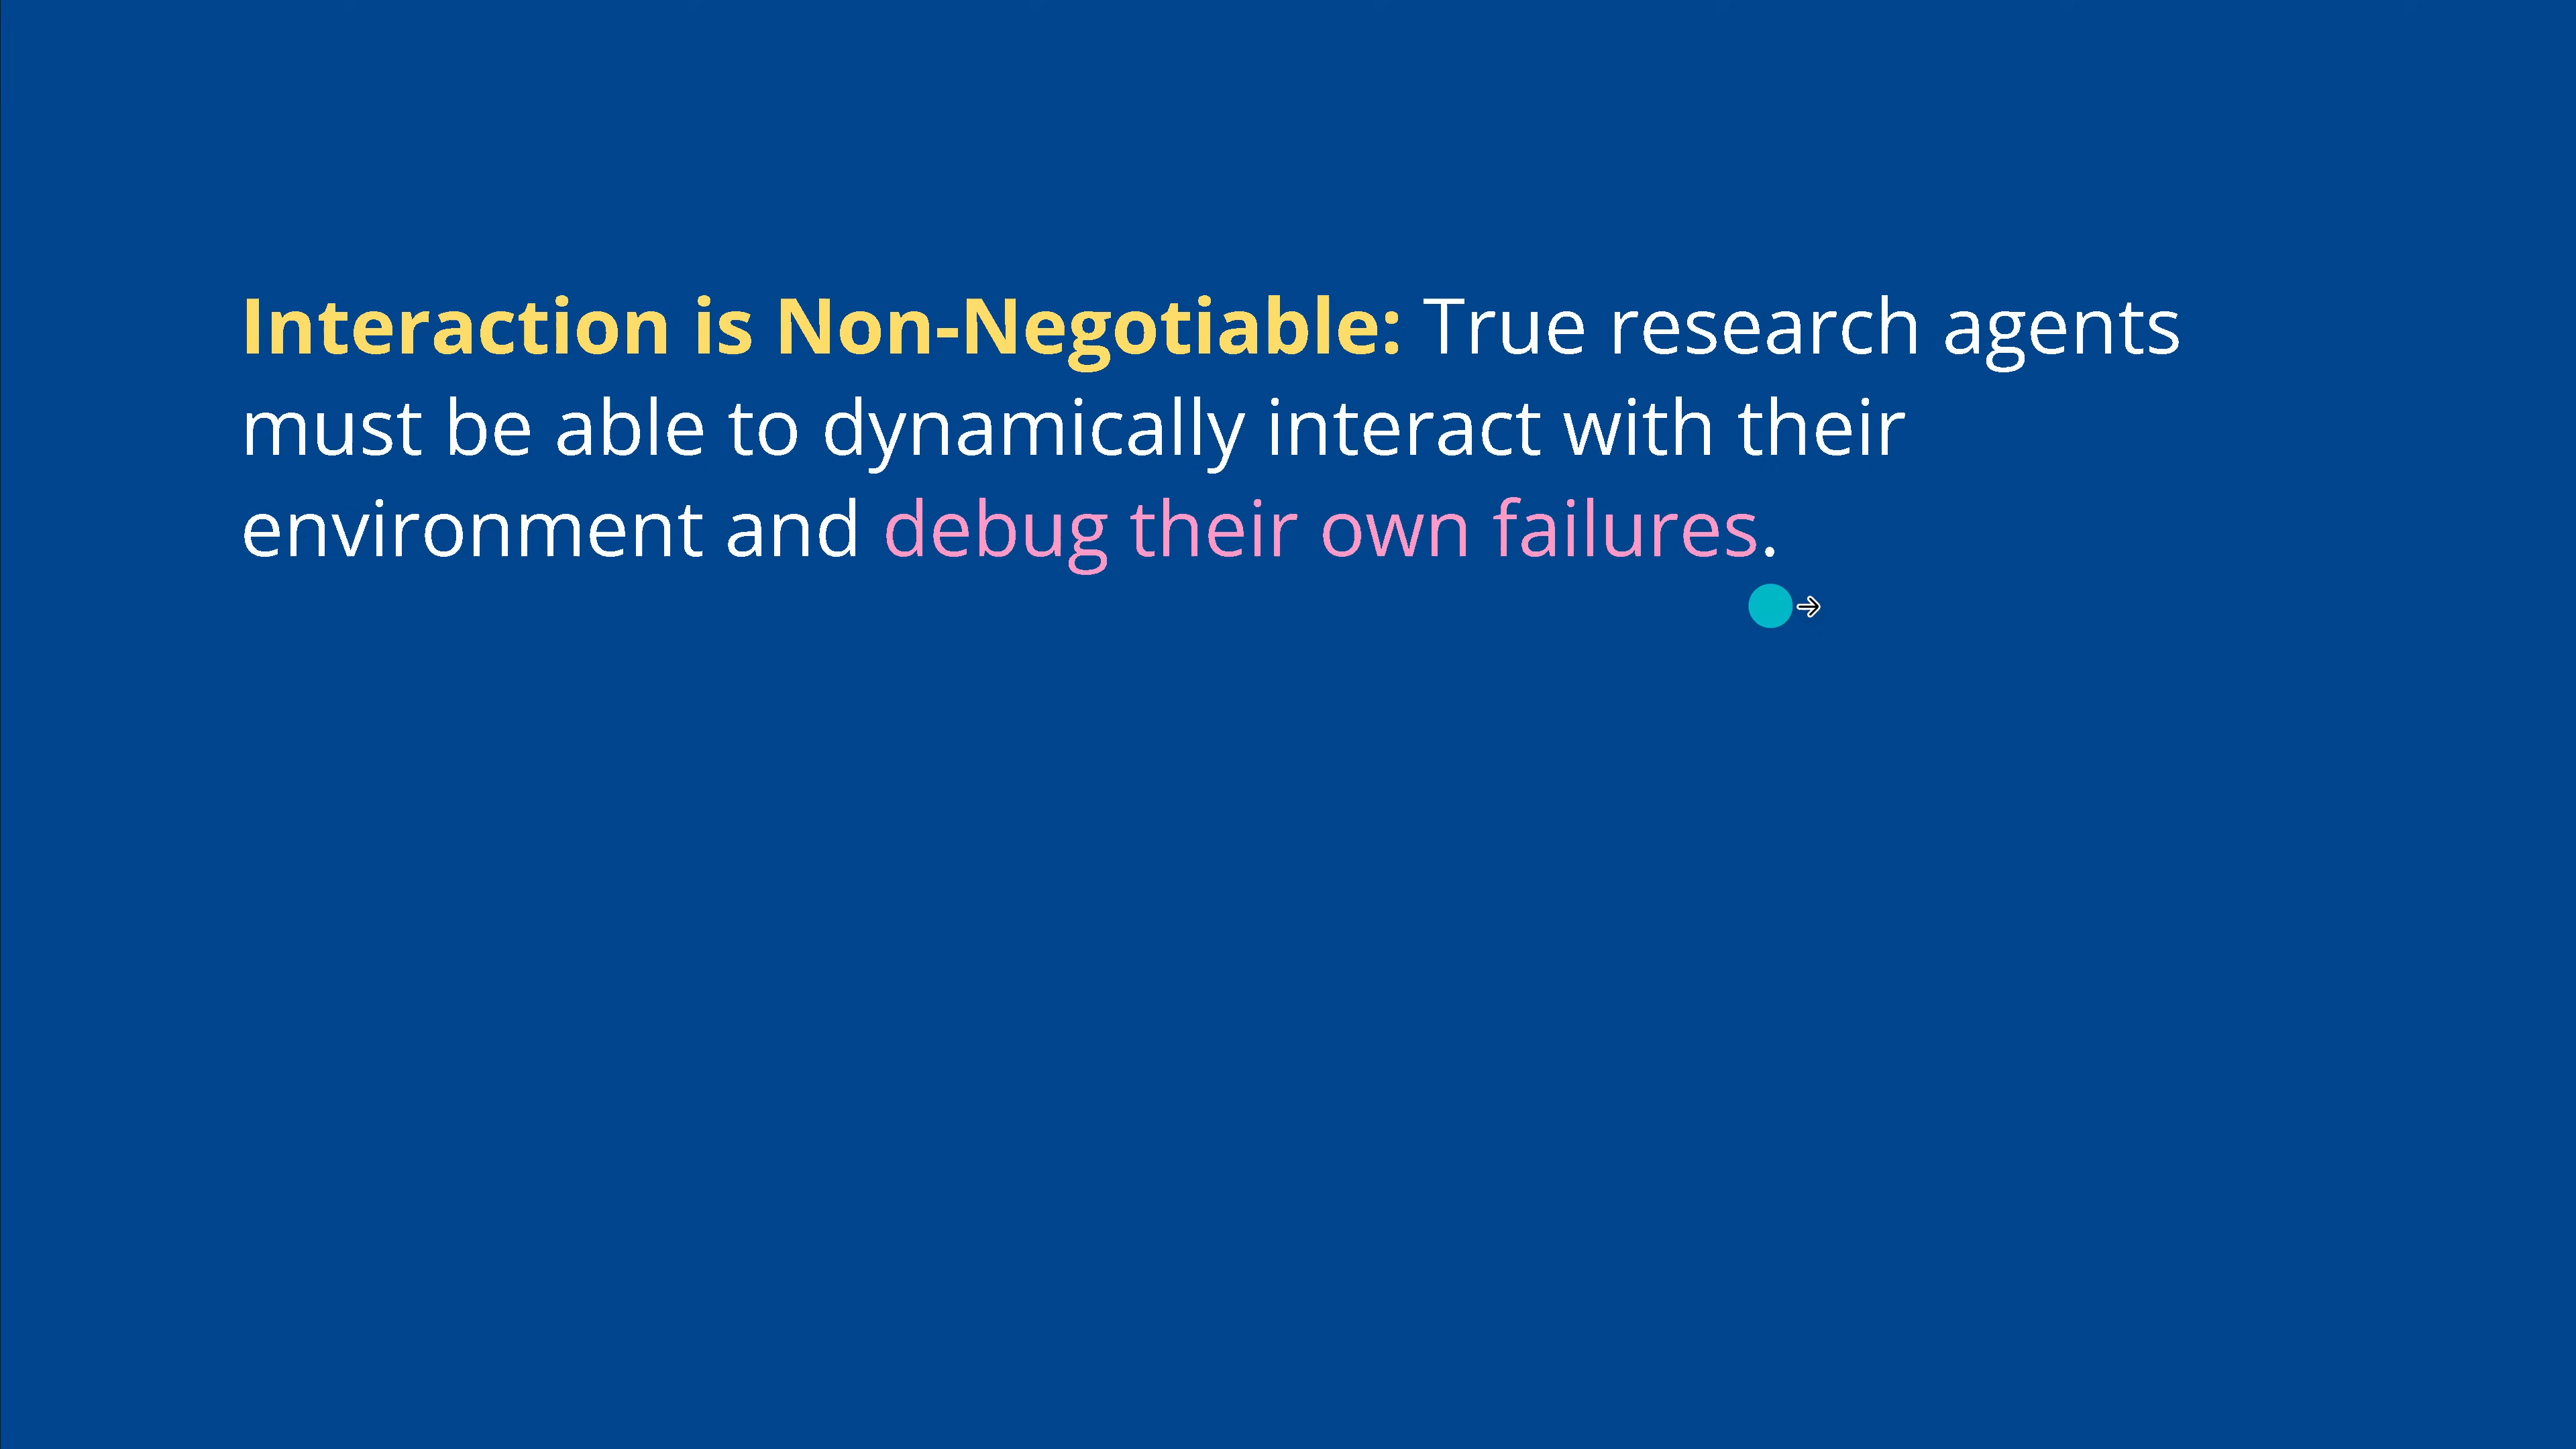 Interaction is Non-Negotiable: True research agents
must be able to dynamically interact with their
environment and debug their own failures.